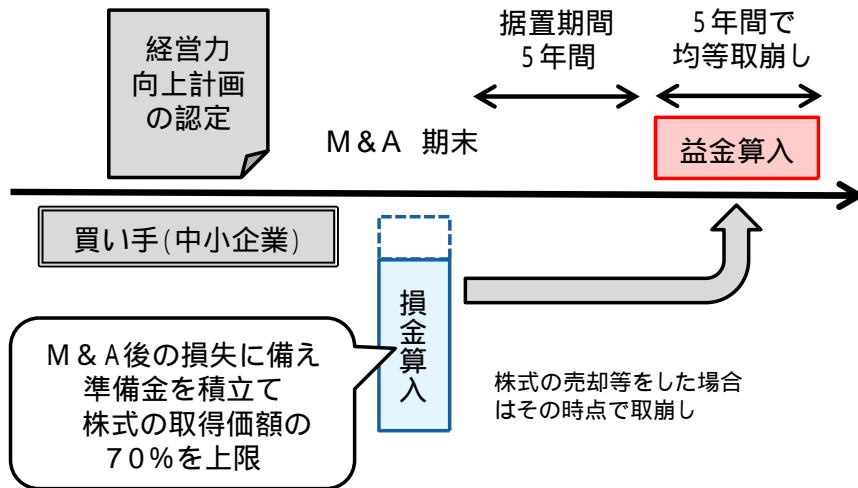 経営力
向上計画
の認定
M&A 期末
据置期間
5年間
5年間で
均等取崩し
益金算入
買い手(中小企業)
損金算入
M&A後の損失に備え
準備金を積立て
株式の取得価額の
70%を上限
株式の売却等をした場合
はその時点で取崩し